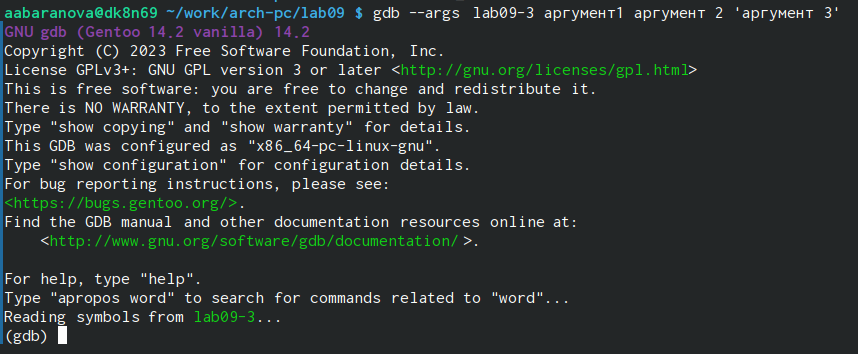 aabaranova@dk8n69 ~/work/arch-pc/lab09 $ gdb --args lab09-3 аргумент1 аргумент 2 'аргумент 3'
GNU gdb (Gentoo 14.2 vanilla) 14.2
Copyright (C) 2023 Free Software Foundation, Inc.
License GPLv3+: GNU GPL version 3 or later <http://gnu.org/licenses/gpl.html>
This is free software: you are free to change and redistribute it.
There is NO WARRANTY, to the extent permitted by law.
Type "show copying" and "show warranty" for details.
This GDB was configured as "x86_64-pc-linux-gnu".
Type "show configuration" for configuration details.
For bug reporting instructions, please see:
<https://bugs.gentoo.org/>.
Find the GDB manual and other documentation resources online at:
    <http://www.gnu.org/software/gdb/documentation/>.

For help, type "help".
Type "apropos word" to search for commands related to "word"...
Reading symbols from lab09-3...
(gdb)